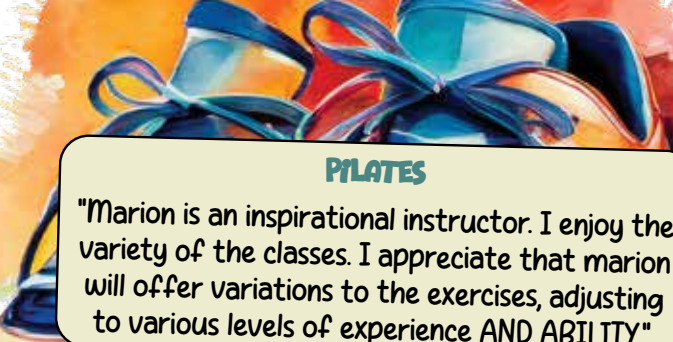 PILATES
"Marion is an inspirational instructor. I enjoy the
variety of the classes. I appreciate that marion
will offer variations to the exercises, adjusting
to various levels of experience AND ABILITY"